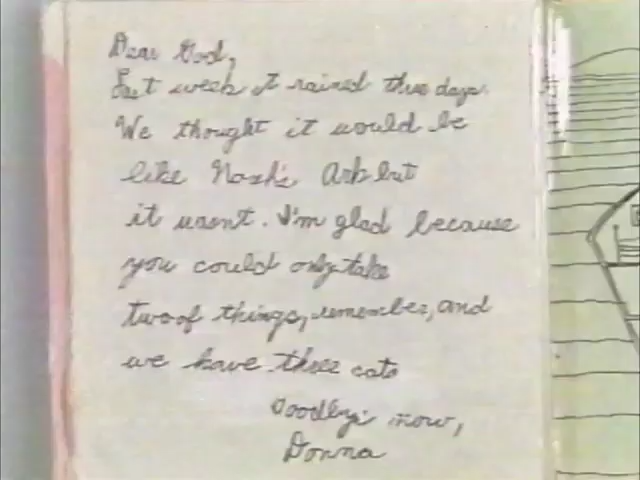 Dear God,
Last week it rained three days.
We thought it would be
like Noah's Ark but
it wasn't. I'm glad because
you could only take
two of things, remember, and
we have three cats
Goodbye now,
Donna